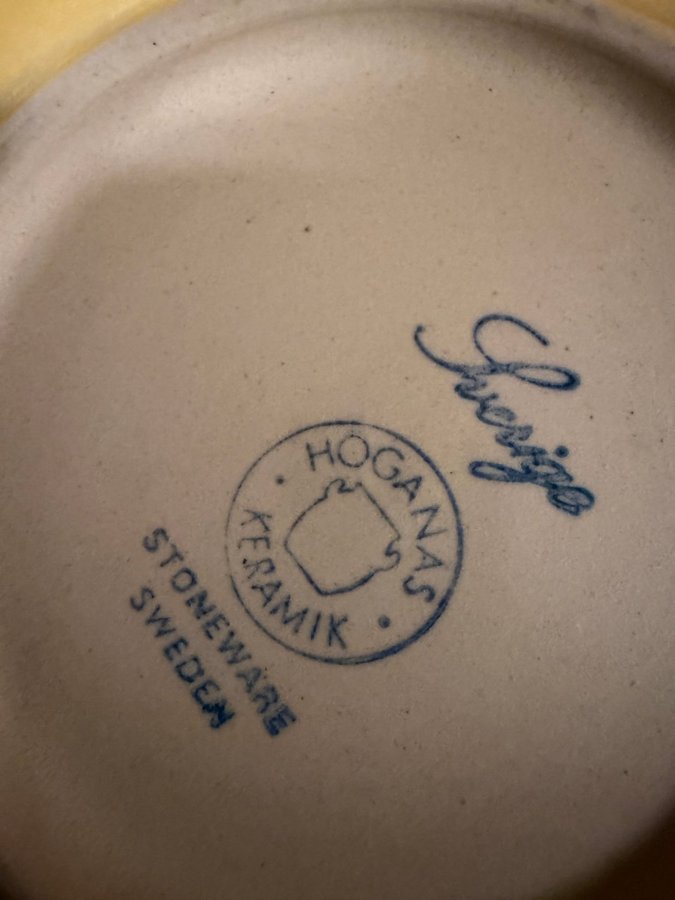 Sverige
HOGANAS
KERAMIK
STONEWARE
SWEDEN